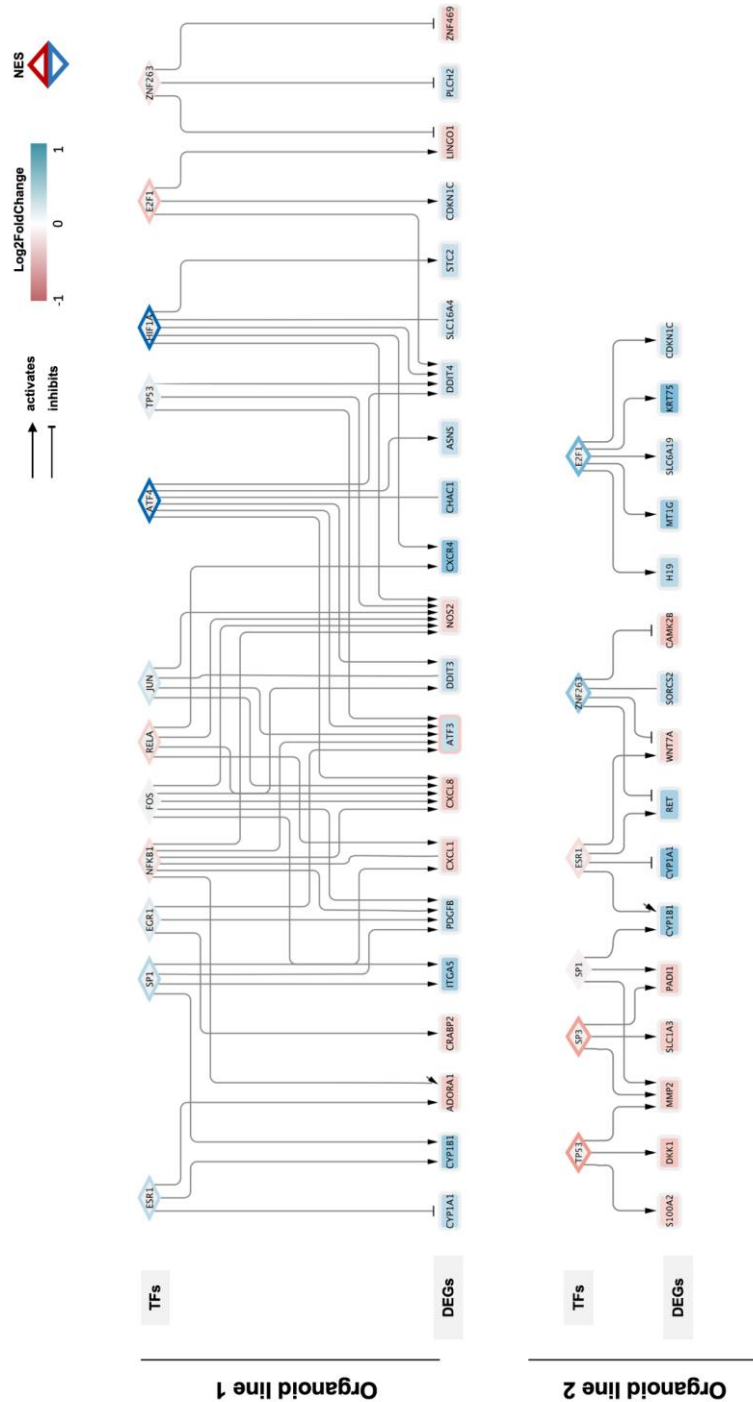 activates
inhibits
Log2FoldChange
-1
0
1
NES
Organoid line 1
TFs
ESR1
SP1
EGR1
NFKB1
FOS
RELA
JUN
ATF4
TP53
HIF1A
E2F1
ZNF263
DEGs
CYP1A1
CYP1B1
ADORA1
CRABP2
ITGA5
PDGFB
CXCL1
CXCL8
ATF3
DDIT3
NOS2
CXCR4
CHAC1
ASNS
DDIT4
SLC16A4
STC2
CDKN1C
LINGO1
PLCH2
ZNF469
Organoid line 2
TFs
TP53
SP3
SP1
ESR1
ZNF263
E2F1
DEGs
S100A2
DKK1
MMP2
SLC1A3
PADI1
CYP1B1
CYP1A1
RET
WNT7A
SORCS2
CAMK2B
H19
MT1G
SLC6A19
KRT75
CDKN1C